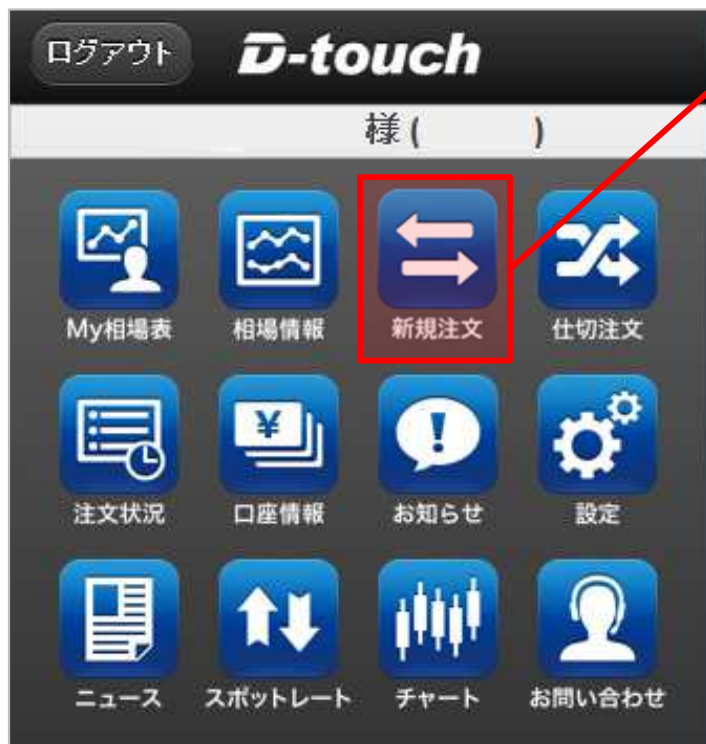 ログアウト D-touch
様 ( )
My相場表 相場情報 新規注文 仕切注文
注文状況 口座情報 お知らせ 設定
ニュース スポットレート チャート お問い合わせ